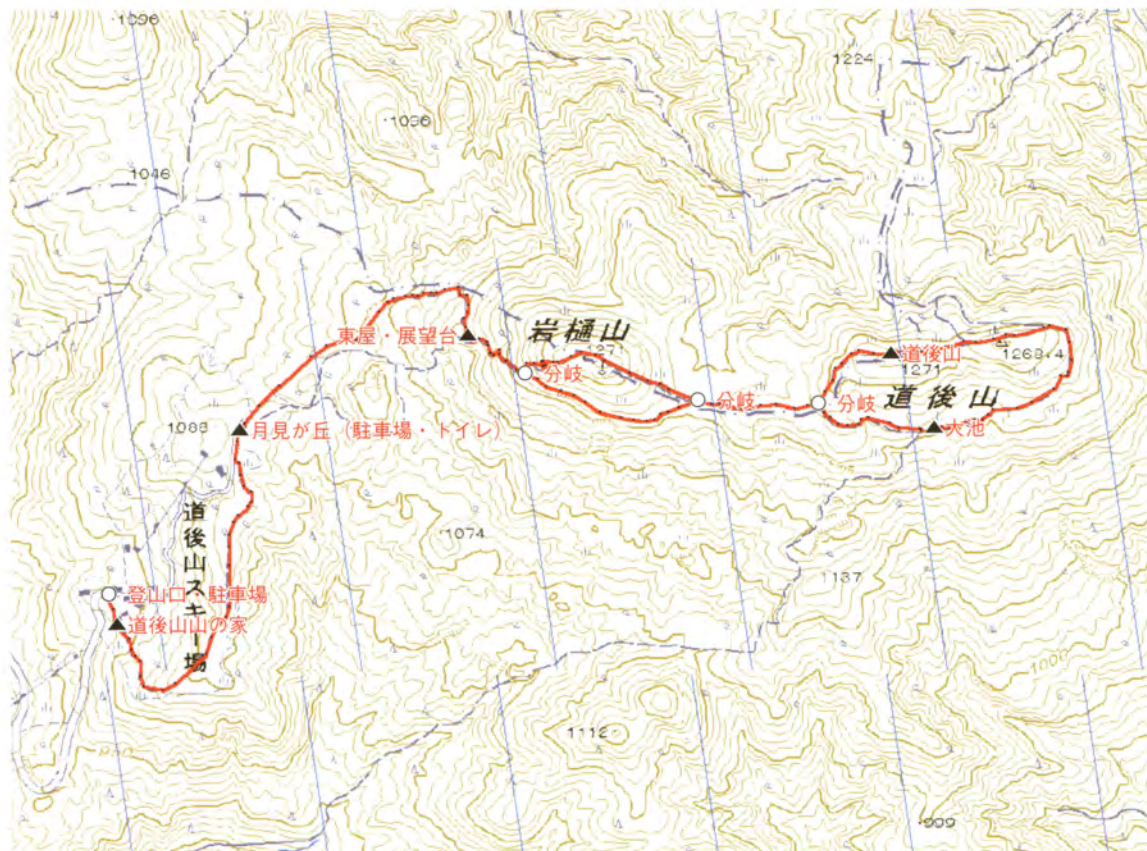 ・1096
1224
・1096
1046
岩樋山
127
東屋・展望台
分岐
道後山
1271
1268.4
道後山
分岐
分岐
大池
1088
月見が丘（駐車場・トイレ）
道後山スキー場
1074
1137
登山口・駐車場
道後山山の家
1000
1112
・999